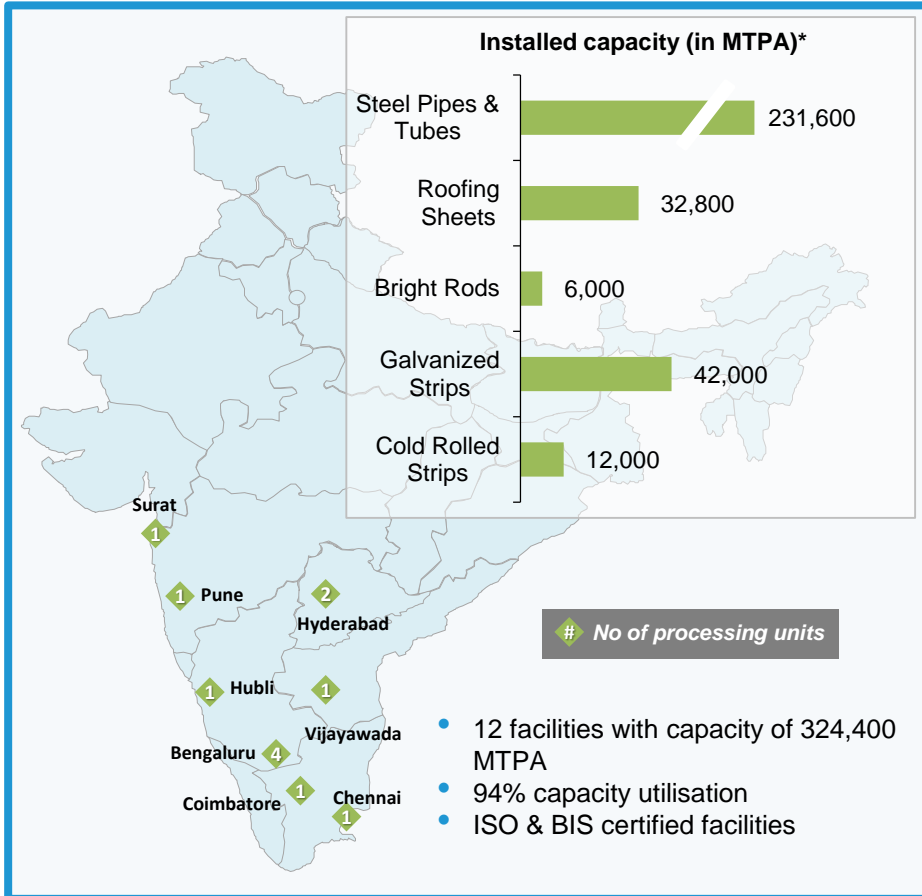 Installed capacity (in MTPA)*
Steel Pipes &
Tubes
231,600
Roofing
Sheets
32,800
Bright Rods
6,000
Galvanized
Strips
42,000
Cold Rolled
Strips
12,000
Surat
1
1
Pune
2
Hyderabad
# No of processing units
1
Hubli
1
Vijayawada
Bengaluru
4
Coimbatore
1
Chennai
1
• 12 facilities with capacity of 324,400
MTPA
• 94% capacity utilisation
• ISO & BIS certified facilities